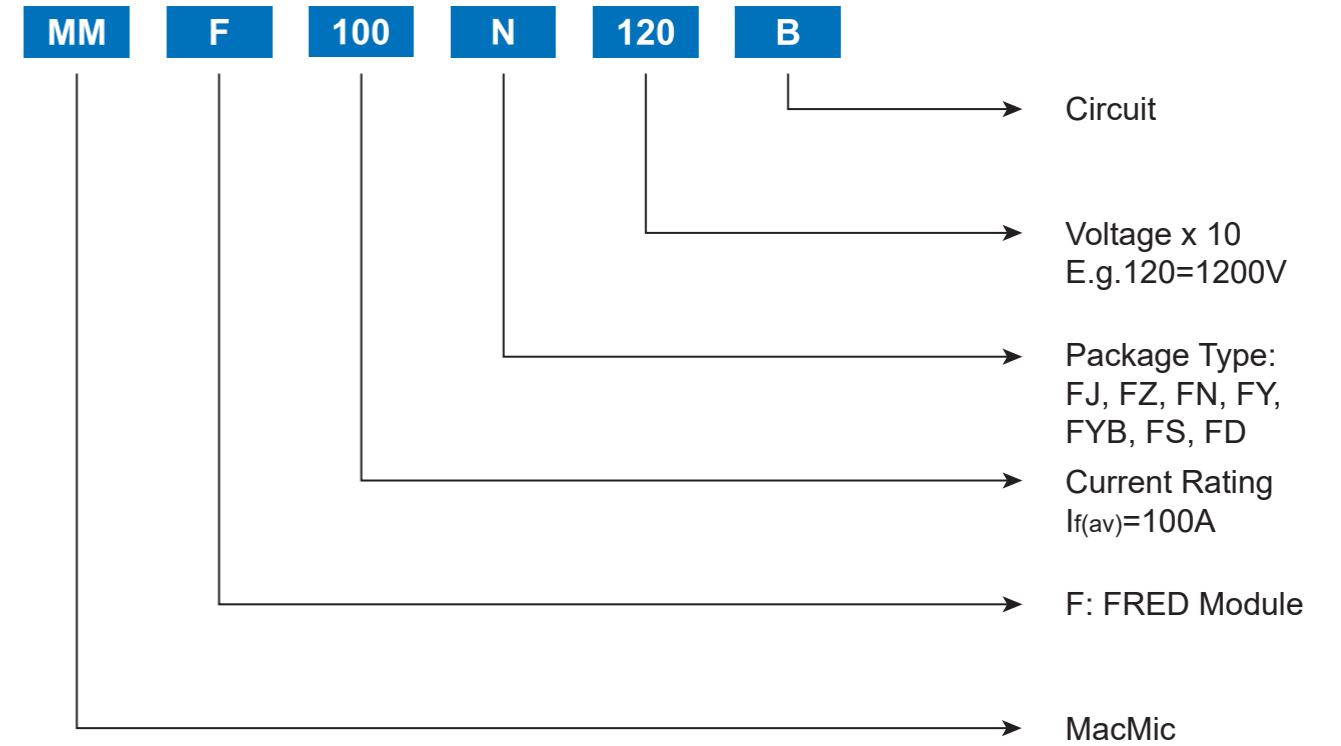 MM F 100 N 120 B
Circuit
Voltage x 10
E.g.120=1200V
Package Type:
FJ, FZ, FN, FY,
FYB, FS, FD
Current Rating
If(av)=100A
F: FRED Module
MacMic